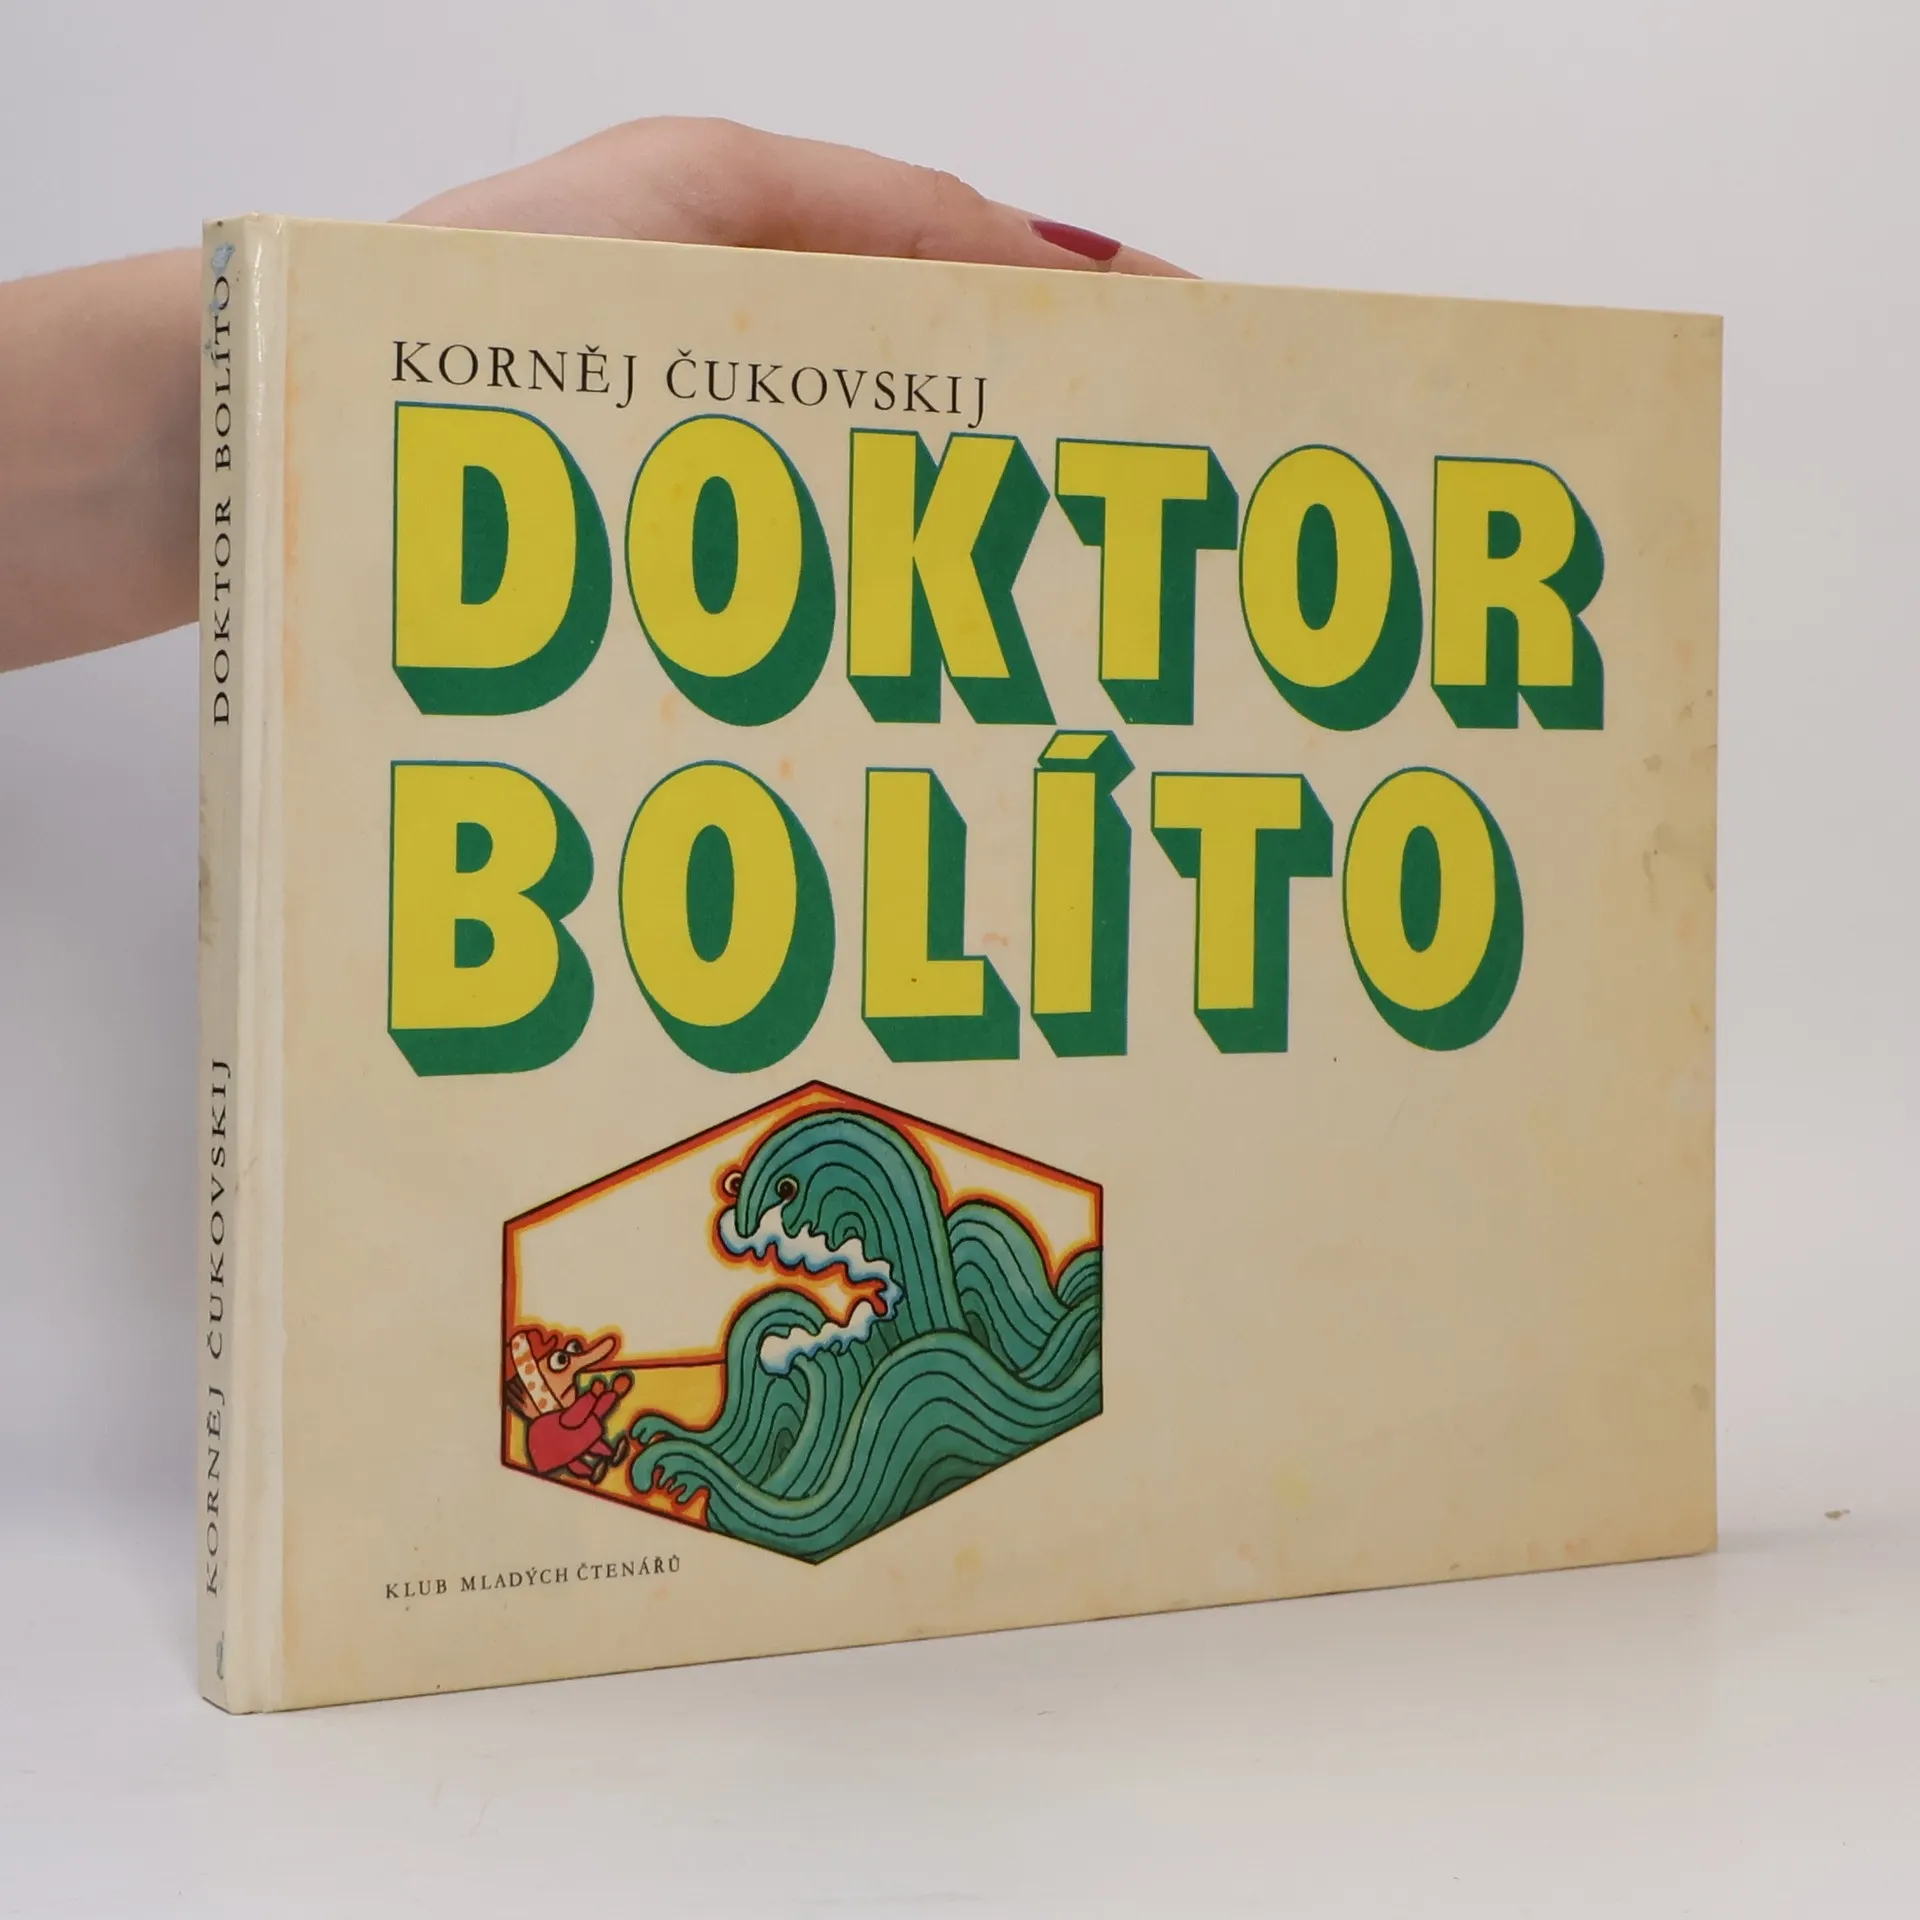 KORNĚJ ČUKOVSKIJ
DOKTOR
BOLÍTO
KLUB MLADÝCH ČTENÁŘŮ
KORNĚJ ČUKOVSKIJ DOKTOR BOLÍTO